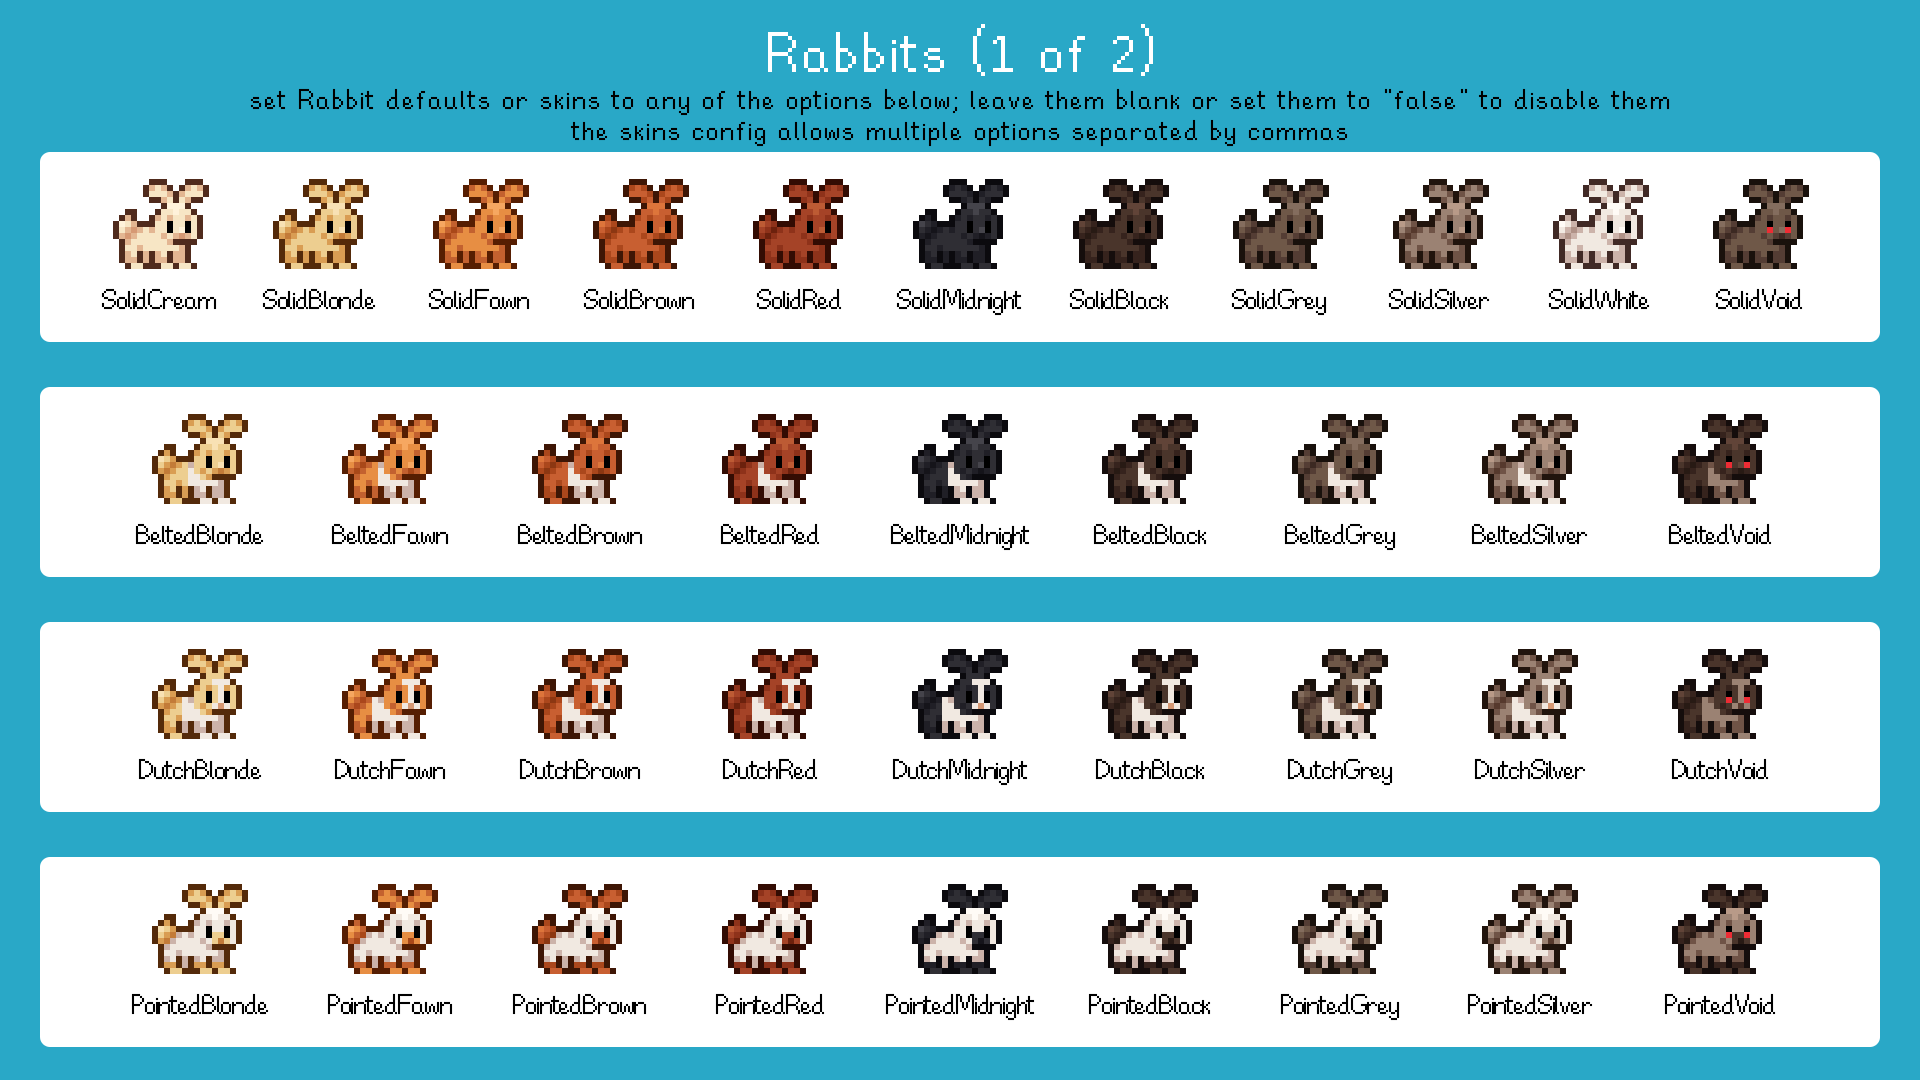 Rabbits (1 of 2)
set Rabbit defaults or skins to any of the options below; leave them blank or set them to "false" to disable them
the skins config allows multiple options separated by commas
SolidCream SolidBlonde SolidFawn SolidBrown SolidRed SolidMidnight SolidBlack SolidGrey SolidSilver SolidWhite SolidVoid
BeltedBlonde BeltedFawn BeltedBrown BeltedRed BeltedMidnight BeltedBlack BeltedGrey BeltedSilver BeltedVoid
DutchBlonde DutchFawn DutchBrown DutchRed DutchMidnight DutchBlack DutchGrey DutchSilver DutchVoid
PointedBlonde PointedFawn PointedBrown PointedRed PointedMidnight PointedBlack PointedGrey PointedSilver PointedVoid